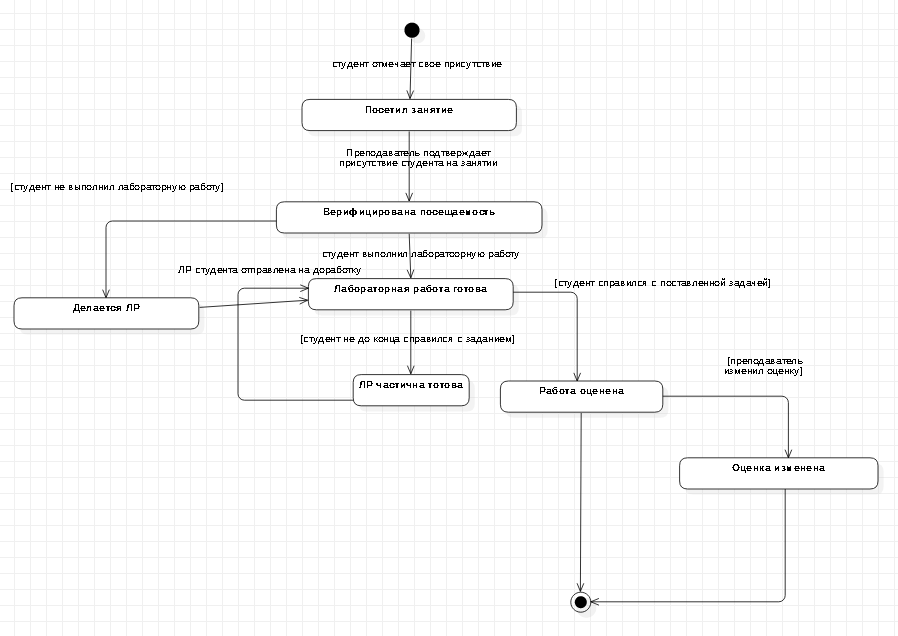 студент отмечает свое присутствие
Посетил занятие
Преподаватель подтверждает
присутствие студента на занятии
[студент не выполнил лабораторную работу]
Верифицирована посещаемость
студент выполнил лаборатоорную работу
ЛР студента отправлена на доработку
[студент справился с поставленной задачей]
Лабораторная работа готова
Делается ЛР
[студент не до конца справился с заданием]
[преподаватель
изменил оценку]
ЛР частична готова
Работа оценена
Оценка изменена